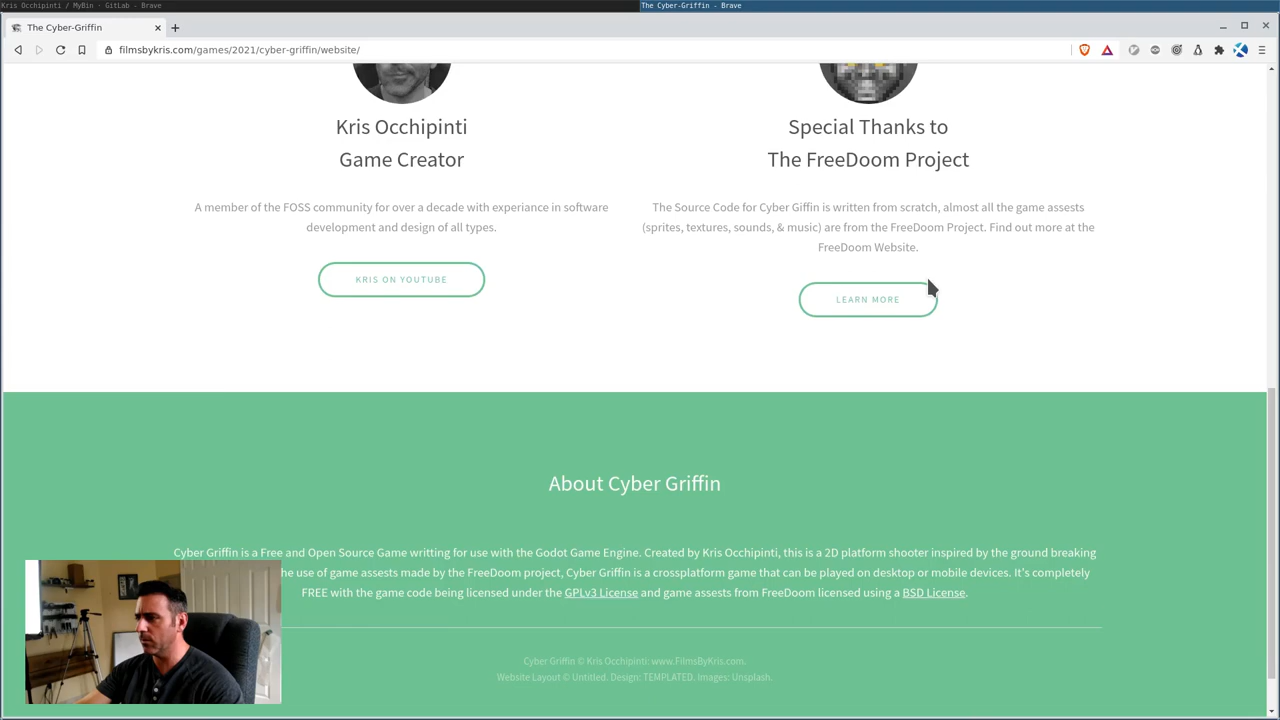 Kris Occhipinti / MyBin · GitLab - Brave
The Cyber-Griffin - Brave
The Cyber-Griffin
filmsbykris.com/games/2021/cyber-griffin/website/
Kris Occhipinti
Game Creator
A member of the FOSS community for over a decade with experiance in software
development and design of all types.
KRIS ON YOUTUBE
Special Thanks to
The FreeDoom Project
The Source Code for Cyber Giffin is written from scratch, almost all the game assests
(sprites, textures, sounds, & music) are from the FreeDoom Project. Find out more at the
FreeDoom Website.
LEARN MORE
About Cyber Griffin
Cyber Griffin is a Free and Open Source Game writting for use with the Godot Game Engine. Created by Kris Occhipinti, this is a 2D platform shooter inspired by the ground breaking
he use of game assests made by the FreeDoom project, Cyber Griffin is a crossplatform game that can be played on desktop or mobile devices. It's completely
FREE with the game code being licensed under the GPLv3 License and game assests from FreeDoom licensed using a BSD License.
Cyber Griffin © Kris Occhipinti: www.FilmsByKris.com.
Website Layout © Untitled. Design: TEMPLATED. Images: Unsplash.